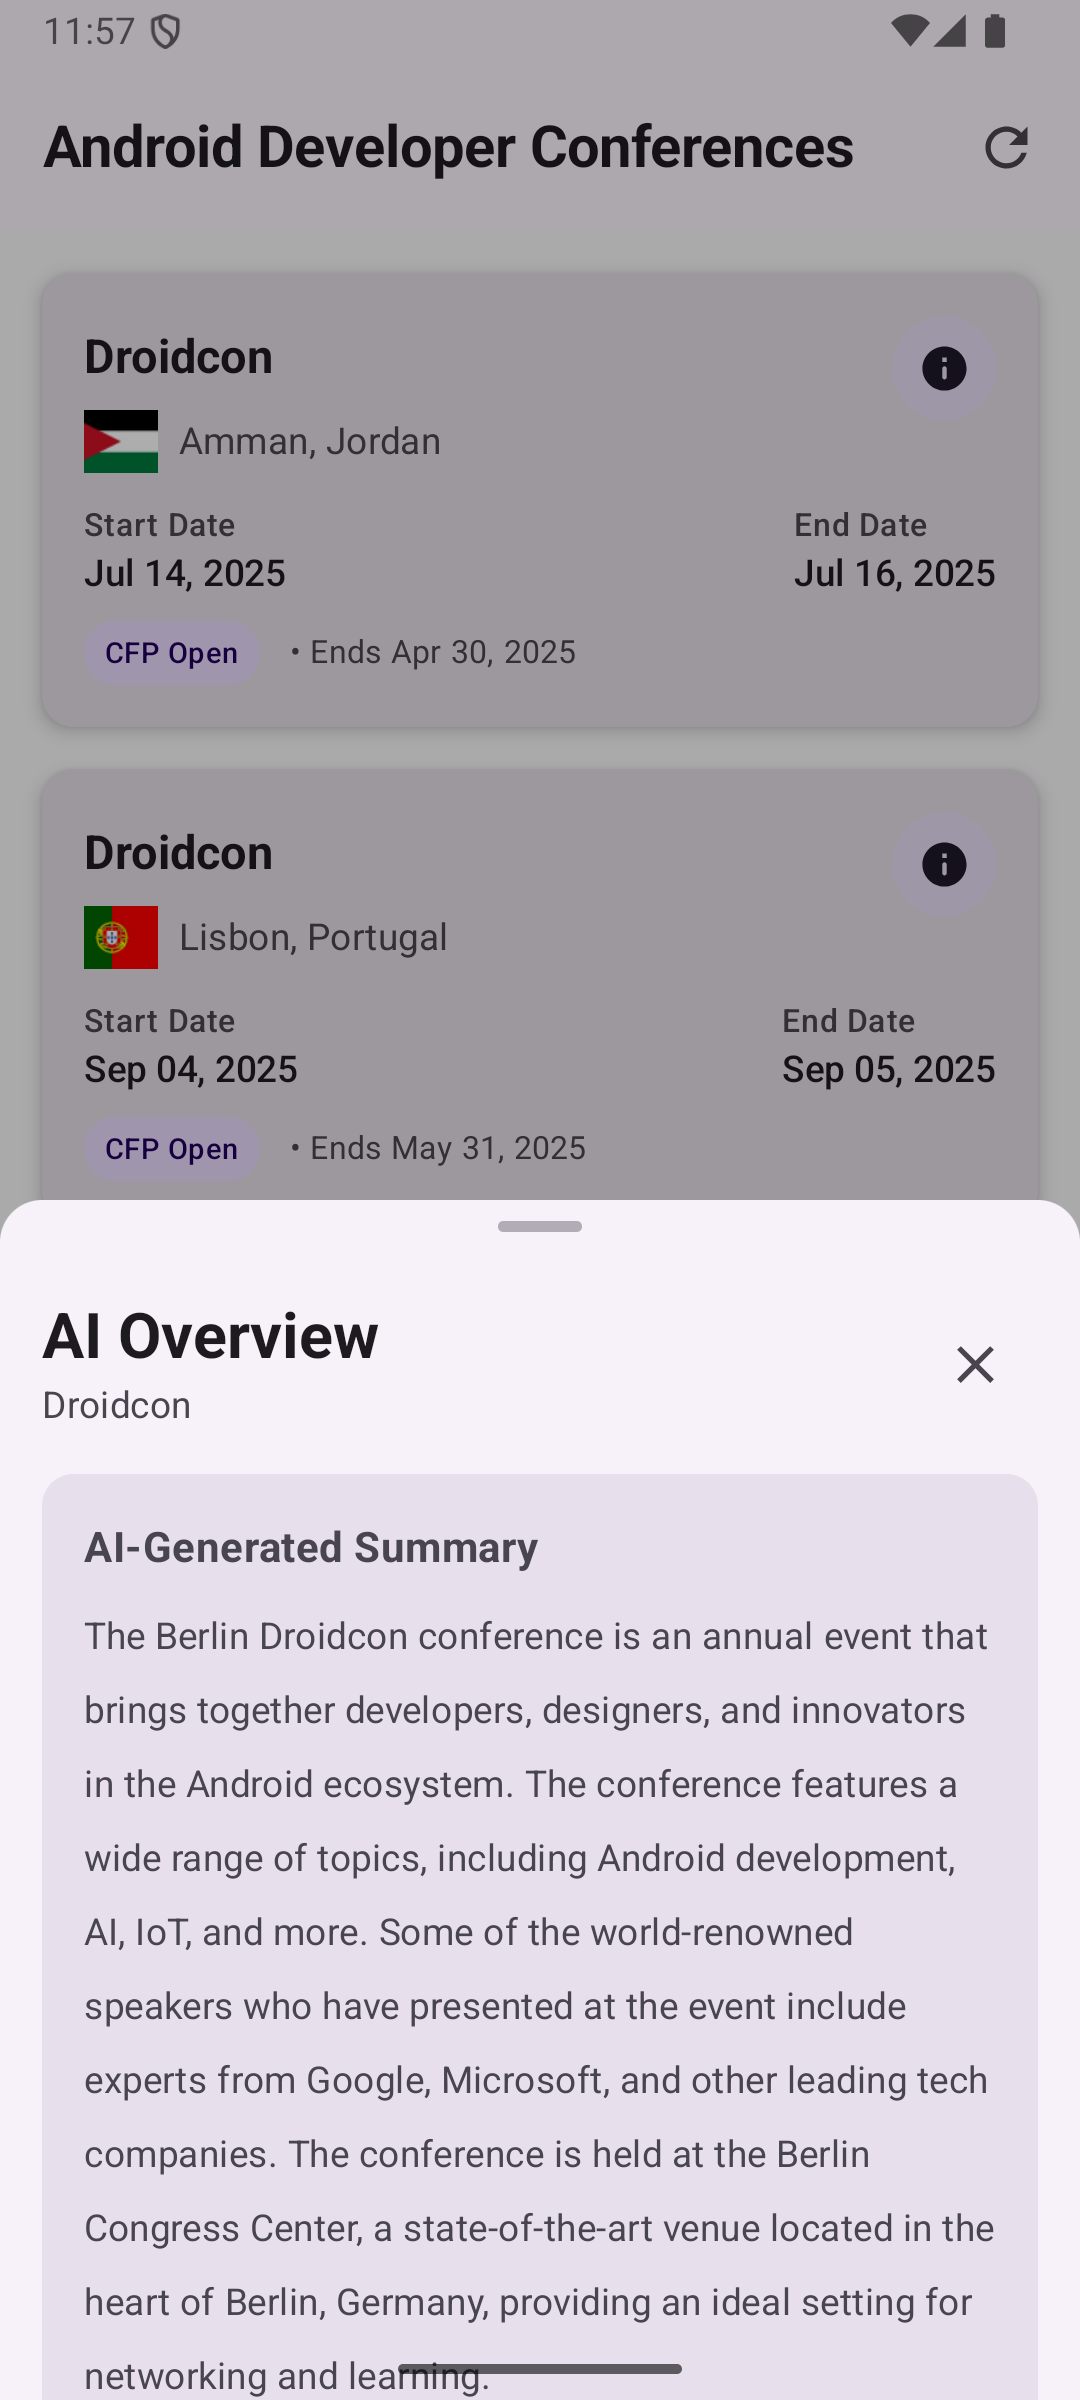 11:57
Android Developer Conferences
Droidcon
Amman, Jordan
Start Date
End Date
Jul 14, 2025
Jul 16, 2025
CFP Open
• Ends Apr 30, 2025
Droidcon
Lisbon, Portugal
Start Date
End Date
Sep 04, 2025
Sep 05, 2025
CFP Open
• Ends May 31, 2025
AI Overview
Droidcon
AI-Generated Summary
The Berlin Droidcon conference is an annual event that
brings together developers, designers, and innovators
in the Android ecosystem. The conference features a
wide range of topics, including Android development,
AI, IoT, and more. Some of the world-renowned
speakers who have presented at the event include
experts from Google, Microsoft, and other leading tech
companies. The conference is held at the Berlin
Congress Center, a state-of-the-art venue located in the
heart of Berlin, Germany, providing an ideal setting for
networking and learning.